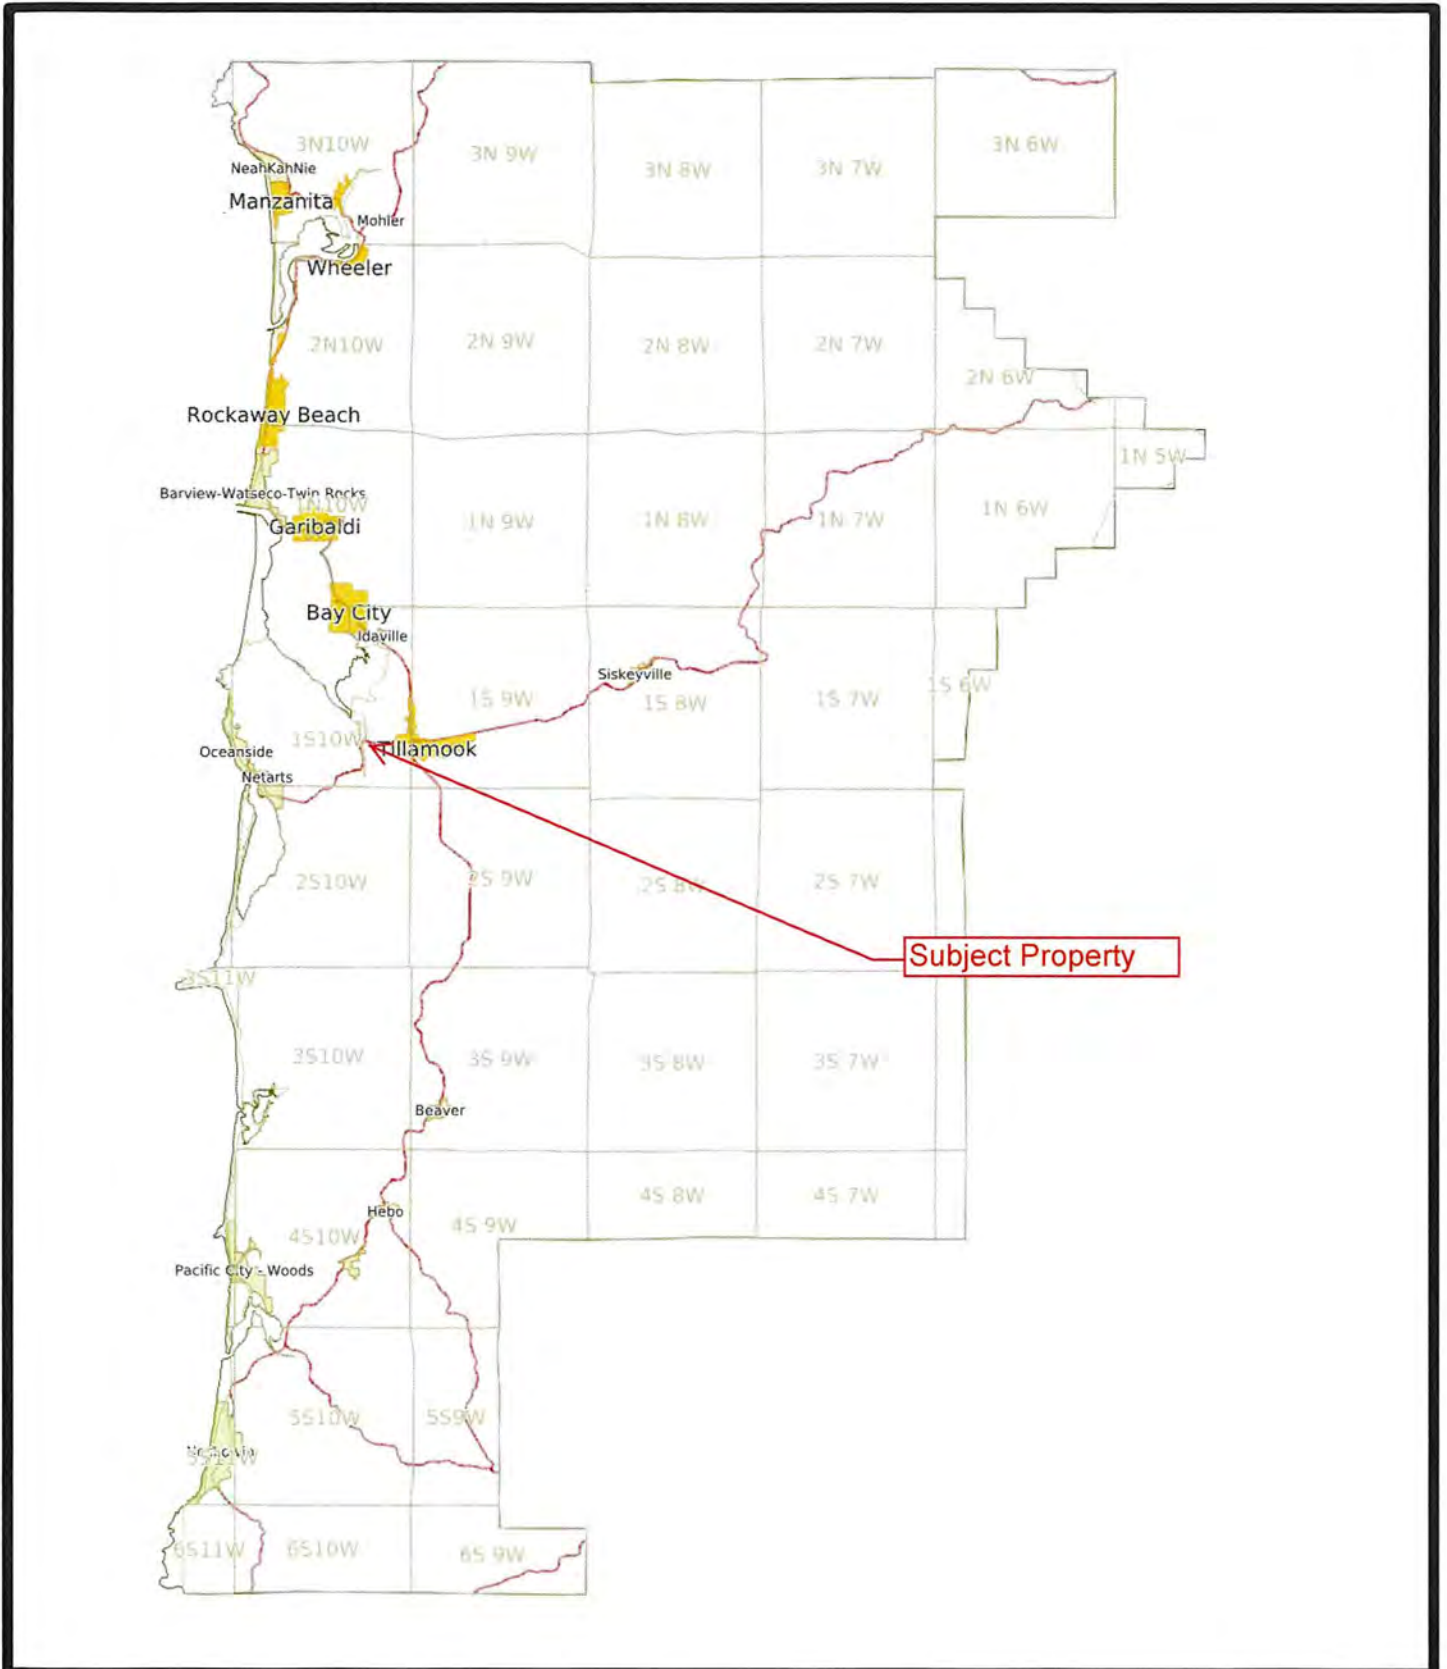 3N10W
3N 9W
3N 8W
3N 7W
3N 6W
NeahKahNie
Manzanita
Mohler
Wheeler
2N10W
2N 9W
2N 8W
2N 7W
2N 6W
Rockaway Beach
1N 5W
Barview-Watseco-Twin Rocks
1N10W
Garibaldi
1N 9W
1N 8W
1N 7W
1N 6W
Bay City
Idaville
Siskeyville
1S 9W
1S 8W
1S 7W
1S 6W
1S10W
Tillamook
Oceanside
Netarts
2S10W
2S 9W
2S 8W
2S 7W
Subject Property
3S11W
3S10W
3S 9W
3S 8W
3S 7W
Beaver
4S 8W
4S 7W
Hebo
4S10W
4S 9W
Pacific City - Woods
5S10W
5S9W
5S11W
6S11W
6S10W
6S 9W